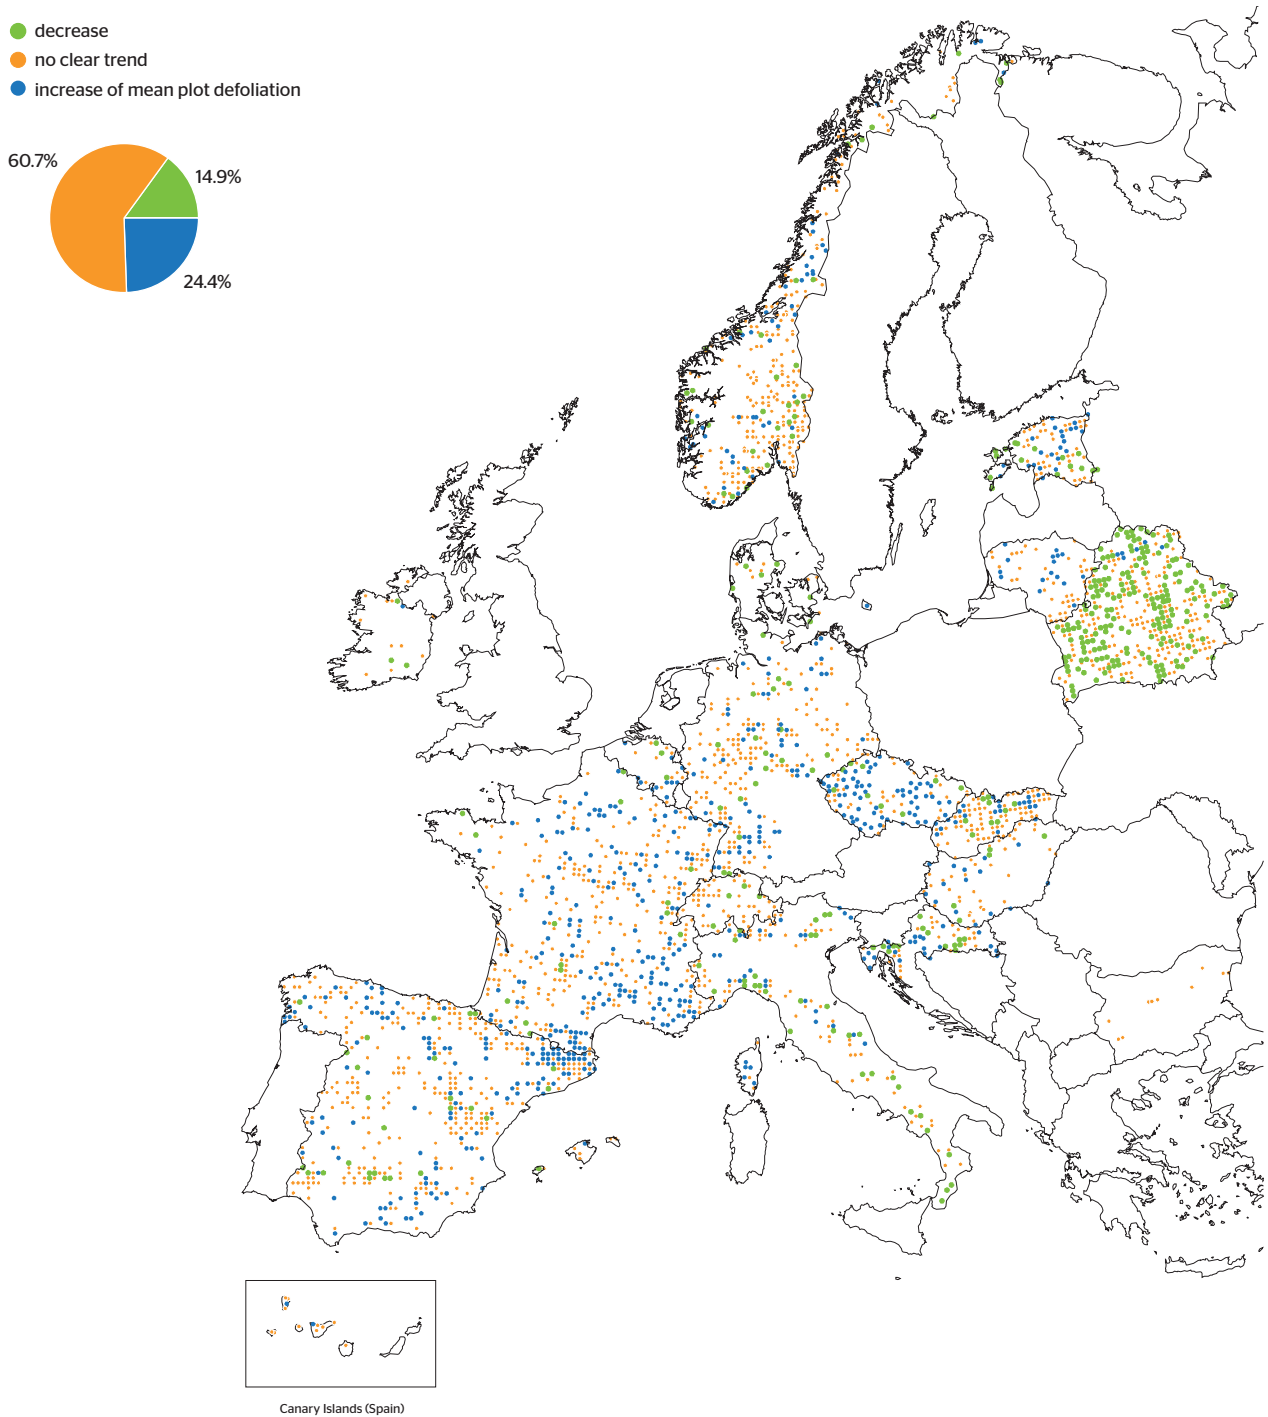 decrease
no clear trend
increase of mean plot defoliation
60.7%
14.9%
24.4%
Canary Islands (Spain)